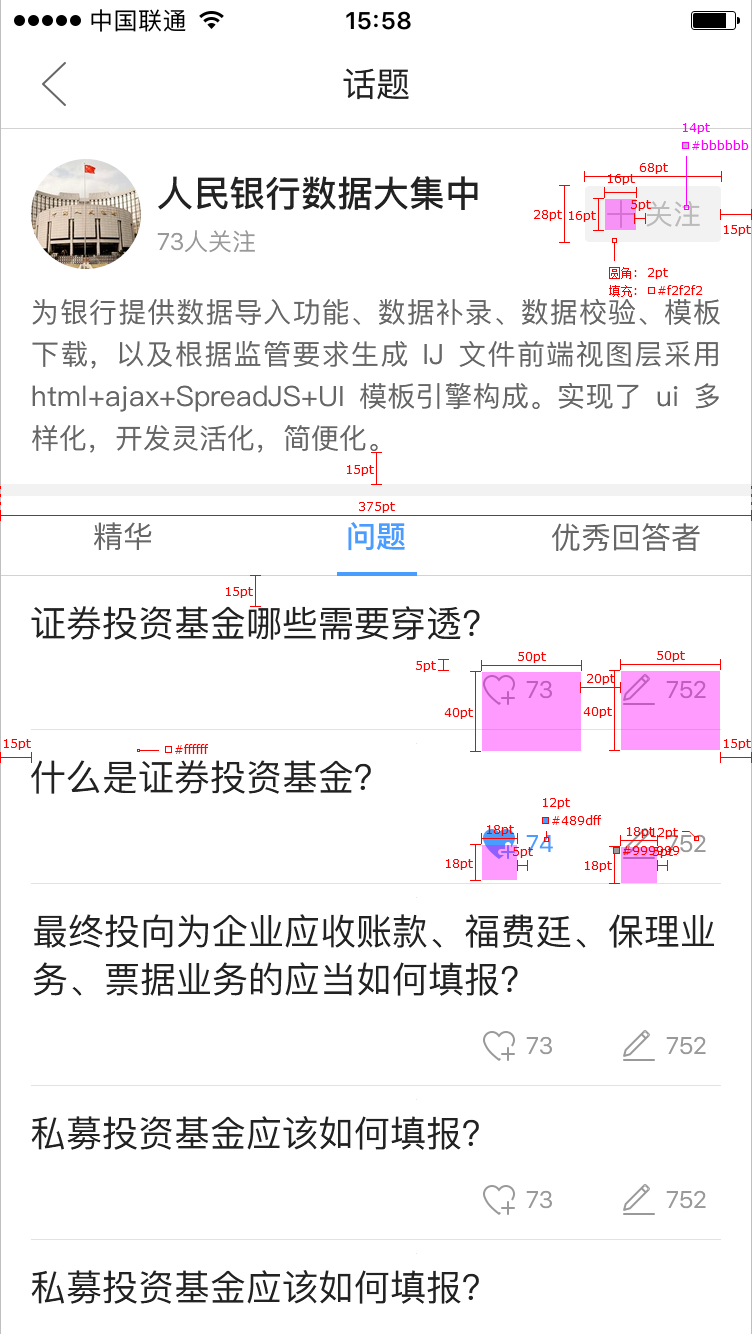 中国联通 15:58
话题
14pt
#bbbbbb
68pt
16pt
人民银行数据大集中
5pt
28pt 16pt 关注
15pt
73人关注
圆角: 2pt
填充: #f2f2f2
为银行提供数据导入功能、数据补录、数据校验、模板
下载，以及根据监管要求生成 IJ 文件前端视图层采用
html+ajax+SpreadJS+UI 模板引擎构成。实现了 ui 多
样化，开发灵活化，简便化。
15pt
375pt
精华 问题 优秀回答者
15pt
证券投资基金哪些需要穿透?
50pt 50pt
5pt
20pt
73 752
40pt 40pt
15pt 15pt
#ffffff
什么是证券投资基金?
12pt
#489dff
18pt 18pt 12pt
74 752
5pt #999999 5pt
18pt 18pt
最终投向为企业应收账款、福费廷、保理业
务、票据业务的应当如何填报?
73 752
私募投资基金应该如何填报?
73 752
私募投资基金应该如何填报?